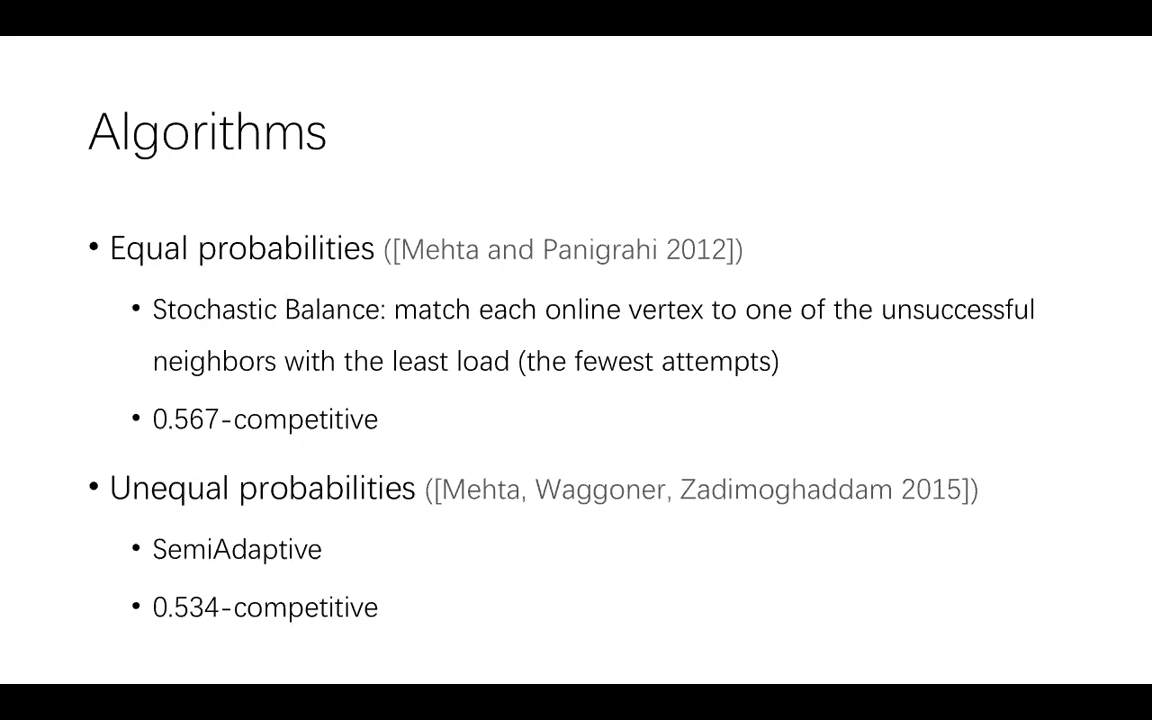 Algorithms
• Equal probabilities ([Mehta and Panigrahi 2012])
• Stochastic Balance: match each online vertex to one of the unsuccessful
neighbors with the least load (the fewest attempts)
• 0.567-competitive
• Unequal probabilities ([Mehta, Waggoner, Zadimoghaddam 2015])
• SemiAdaptive
• 0.534-competitive